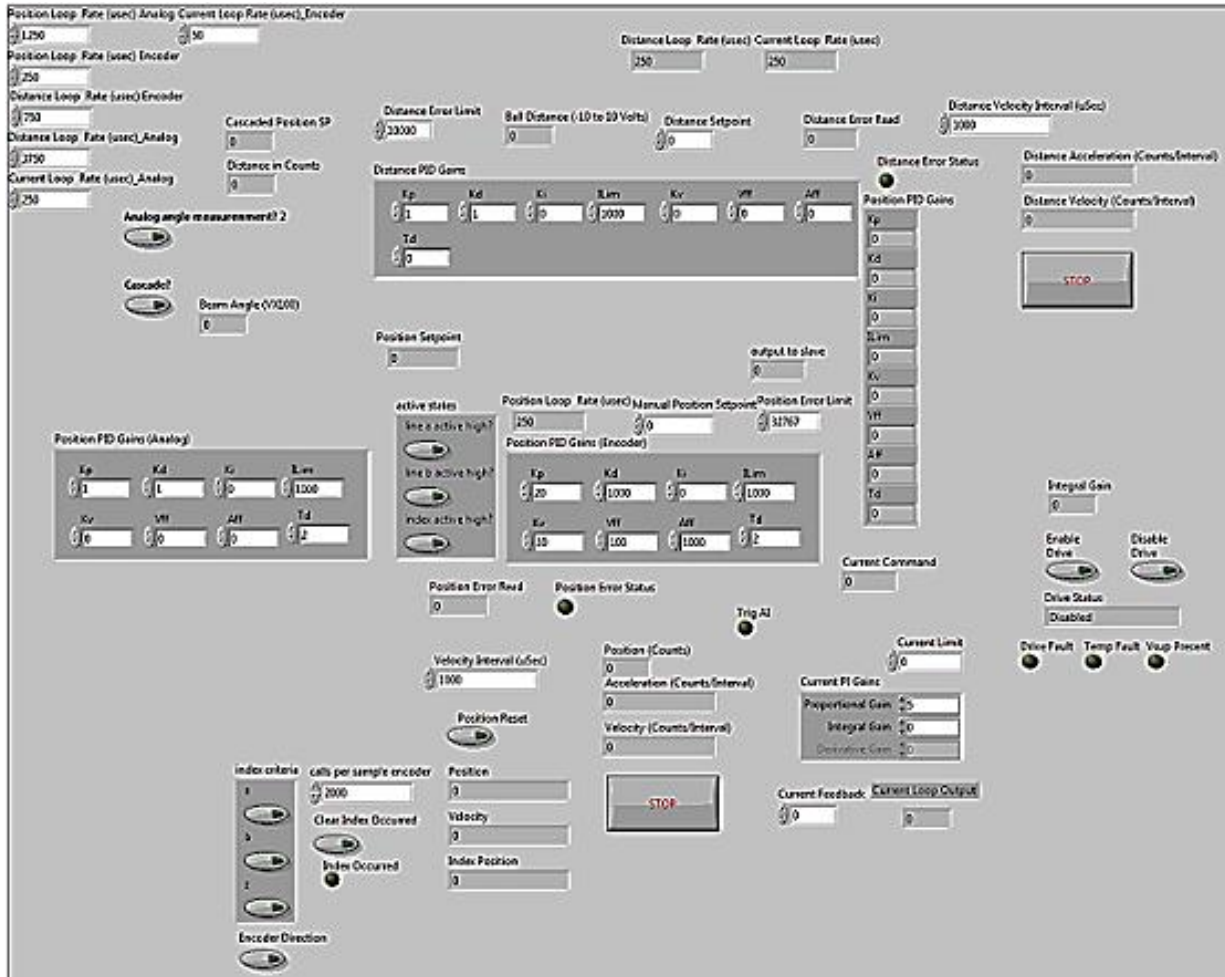 Position Loop Rate (usec) Analog Current Loop Rate (usec)_Encoder
1250 50
Position Loop Rate (usec) Encoder
250
Distance Loop Rate (usec) Encoder
750
Distance Loop Rate (usec)_Analog
3750
Current Loop Rate (usec)_Analog
250
Distance Loop Rate (usec) Current Loop Rate (usec)
250 250
Cascaded Position SP
0
Distance in Counts
0
Distance Error Limit
Ball Distance (-10 to 10 Volts)
0
Distance Setpoint
0
Distance Error Read
0
Distance Velocity Interval (uSec)
1000
Distance Error Status
Distance Acceleration (Counts/Interval)
0
Distance Velocity (Counts/Interval)
0
STOP
Distance PID Gains
Kp Kd Ki ILim Kv Vff Aff
1 1 0 1000 0 0 0
Td
0
Position PID Gains
Kp
0
Kd
0
Ki
0
ILim
0
Kv
0
Vff
0
Aff
0
Td
0
Analog angle measurenment? 2
Cascade?
Beam Angle (VX100)
0
Position Setpoint
0
output to slave
0
active states
line a active high?
line b active high?
index active high?
Position Loop Rate (usec) Manual Position Setpoint Position Error Limit
250 0 32767
Position PID Gains (Encoder)
Kp Kd Ki ILim
20 1000 0 1000
Kv Vff Aff Td
10 100 1000 2
Position PID Gains (Analog)
Kp Kd Ki ILim
1 1 0 1000
Kv Vff Aff Td
0 0 0 2
Integral Gain
0
Enable Drive
Disable Drive
Drive Status
Disabled
Drive Fault Temp Fault Vsup Present
Current Command
0
Position Error Read
0
Position Error Status
Trig AI
Velocity Interval (uSec)
1000
Position Reset
Position (Counts)
0
Acceleration (Counts/Interval)
0
Velocity (Counts/Interval)
0
STOP
Current Limit
0
Current PI Gains
Proportional Gain 5
Integral Gain 0
Derivative Gain 0
Current Feedback Current Loop Output
0 0
index criteria
calls per sample encoder
2000
Clear Index Occurred
Index Occurred
Position
0
Velocity
0
Index Position
0
Encoder Direction